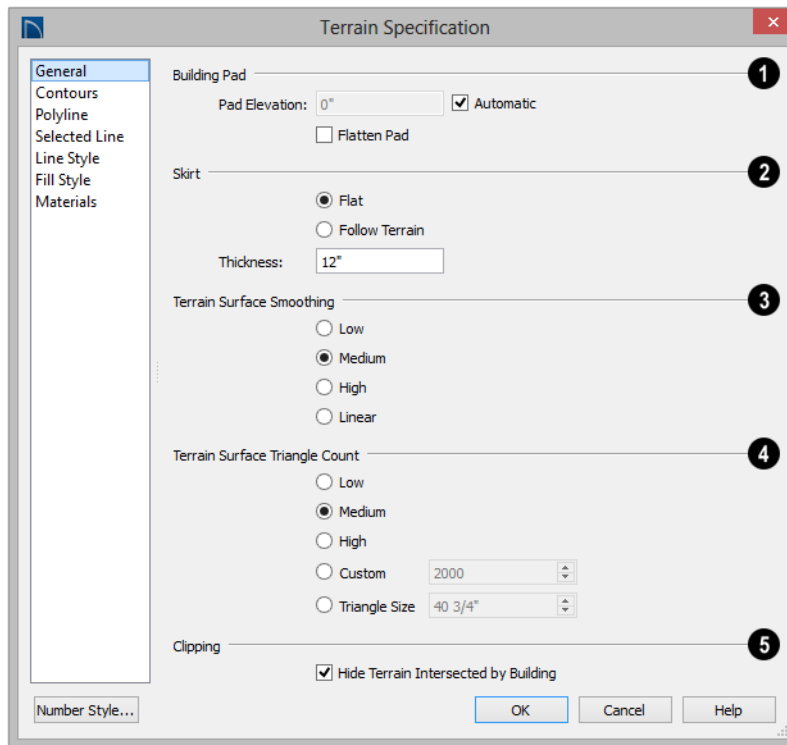 Terrain Specification
General
Contours
Polyline
Selected Line
Line Style
Fill Style
Materials
Building Pad
1
Pad Elevation: 0" Automatic
Flatten Pad
Skirt
2
Flat
Follow Terrain
Thickness: 12"
Terrain Surface Smoothing
3
Low
Medium
High
Linear
Terrain Surface Triangle Count
4
Low
Medium
High
Custom 2000
Triangle Size 40 3/4"
Clipping
5
Hide Terrain Intersected by Building
Number Style... OK Cancel Help